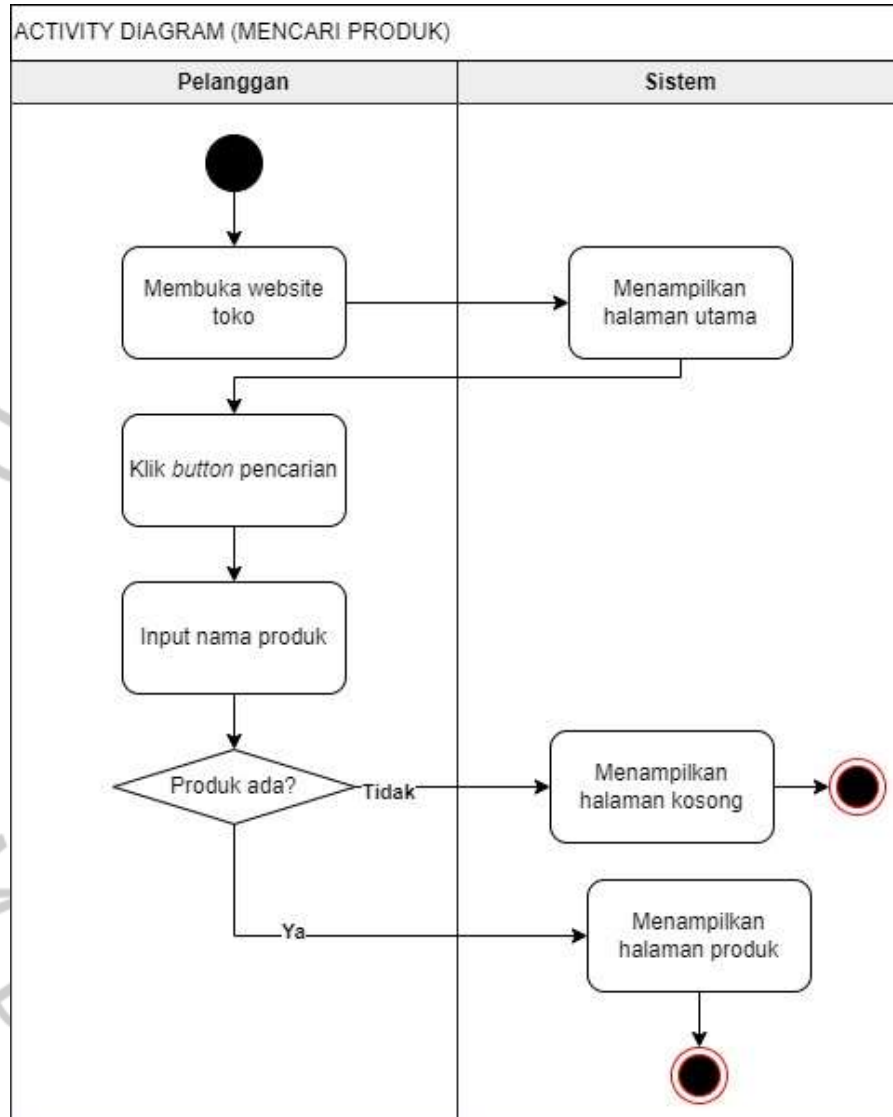 ACTIVITY DIAGRAM (MENCARI PRODUK)
Pelanggan
Sistem
Membuka website
toko
Menampilkan
halaman utama
Klik button pencarian
Input nama produk
Produk ada?
Tidak
Menampilkan
halaman kosong
Ya
Menampilkan
halaman produk